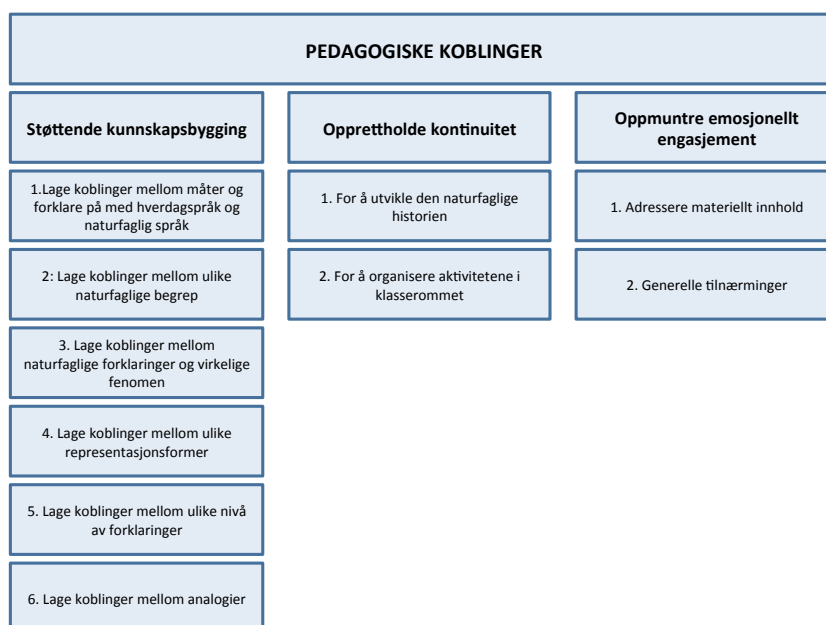 PEDAGOGISKE KOBLINGER
Støttende kunnskapsbygging
1.Lage koblinger mellom måter og
forklare på med hverdagspråk og
naturfaglig språk
2: Lage koblinger mellom ulike
naturfaglige begrep
3. Lage koblinger mellom
naturfaglige forklaringer og virkelige
fenomen
4. Lage koblinger mellom ulike
representasjonsformer
5. Lage koblinger mellom ulike nivå
av forklaringer
6. Lage koblinger mellom analogier
Opprettholde kontinuitet
1. For å utvikle den naturfaglige
historien
2. For å organisere aktivitetene i
klasserommet
Oppmuntre emosjonellt
engasjement
1. Adressere materiellt innhold
2. Generelle tilnærminger